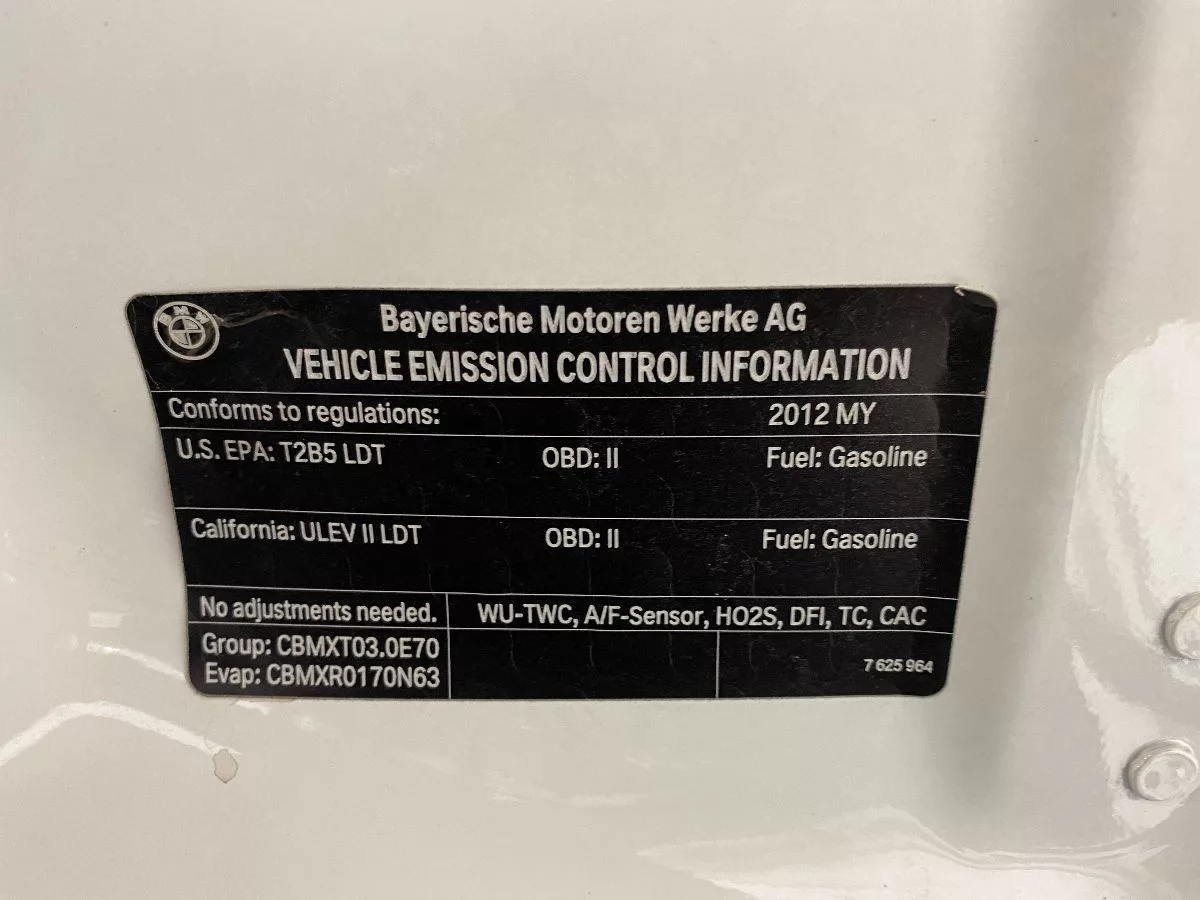 BMW
Bayerische Motoren Werke AG
VEHICLE EMISSION CONTROL INFORMATION
Conforms to regulations: 2012 MY
U.S. EPA: T2B5 LDT OBD: II Fuel: Gasoline
California: ULEV II LDT OBD: II Fuel: Gasoline
No adjustments needed. WU-TWC, A/F-Sensor, HO2S, DFI, TC, CAC
Group: CBMXT03.0E70
Evap: CBMXR0170N63
7 625 964